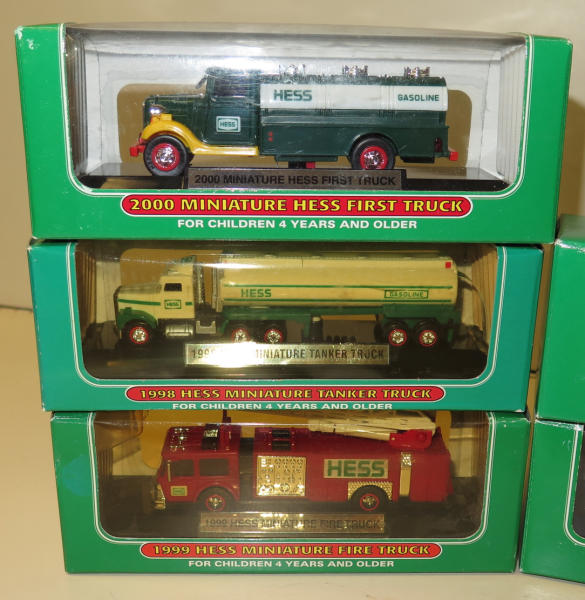 HESS
GASOLINE
HESS
2000 MINIATURE HESS FIRST TRUCK
2000 MINIATURE HESS FIRST TRUCK
FOR CHILDREN 4 YEARS AND OLDER
HESS
GASOLINE
MINIATURE TANKER TRUCK
1998 HESS MINIATURE TANKER TRUCK
FOR CHILDREN 4 YEARS AND OLDER
HESS
1999 HESS MINIATURE FIRE TRUCK
1999 HESS MINIATURE FIRE TRUCK
FOR CHILDREN 4 YEARS AND OLDER